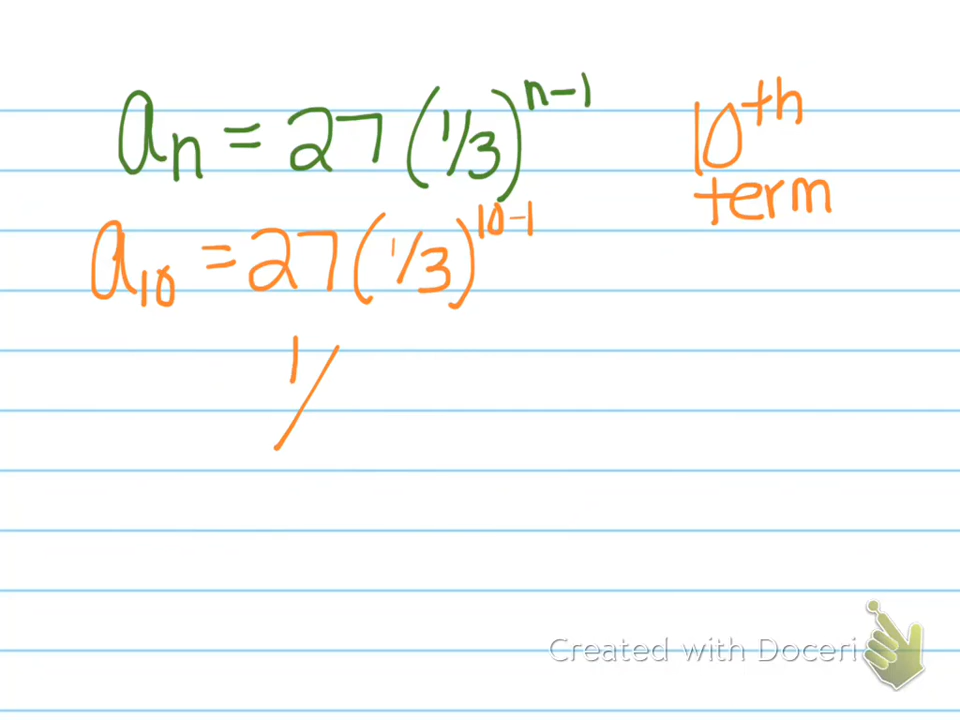 aₙ = 27(1/3)ⁿ⁻¹
10ᵗʰ
term
a₁₀ = 27(1/3)¹⁰⁻¹
1/
Created with Doceri